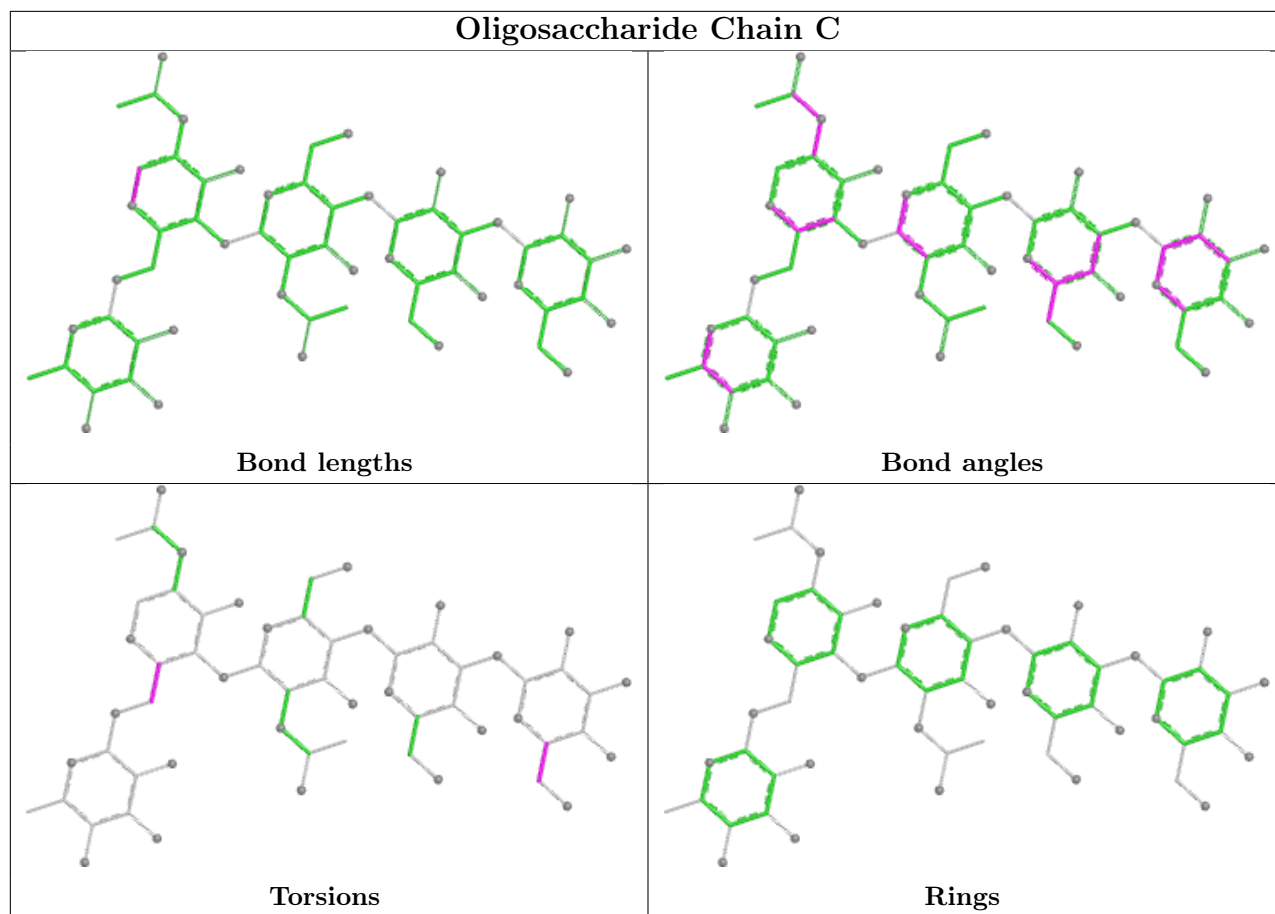 Oligosaccharide Chain C
Bond lengths
Bond angles
Torsions
Rings